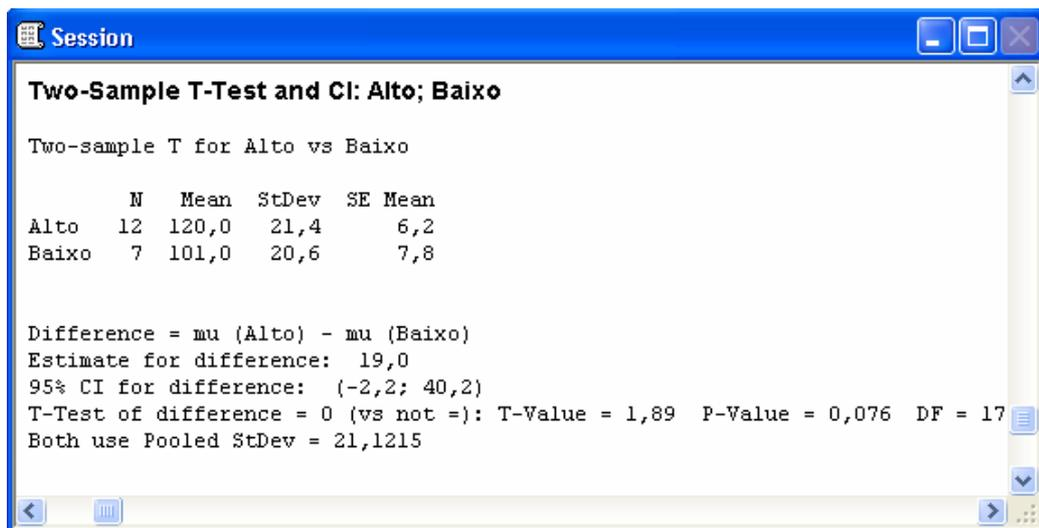 Session
Two-Sample T-Test and CI: Alto; Baixo
Two-sample T for Alto vs Baixo
N Mean StDev SE Mean
Alto 12 120,0 21,4 6,2
Baixo 7 101,0 20,6 7,8
Difference = mu (Alto) - mu (Baixo)
Estimate for difference: 19,0
95% CI for difference: (-2,2; 40,2)
T-Test of difference = 0 (vs not =): T-Value = 1,89 P-Value = 0,076 DF = 17
Both use Pooled StDev = 21,1215